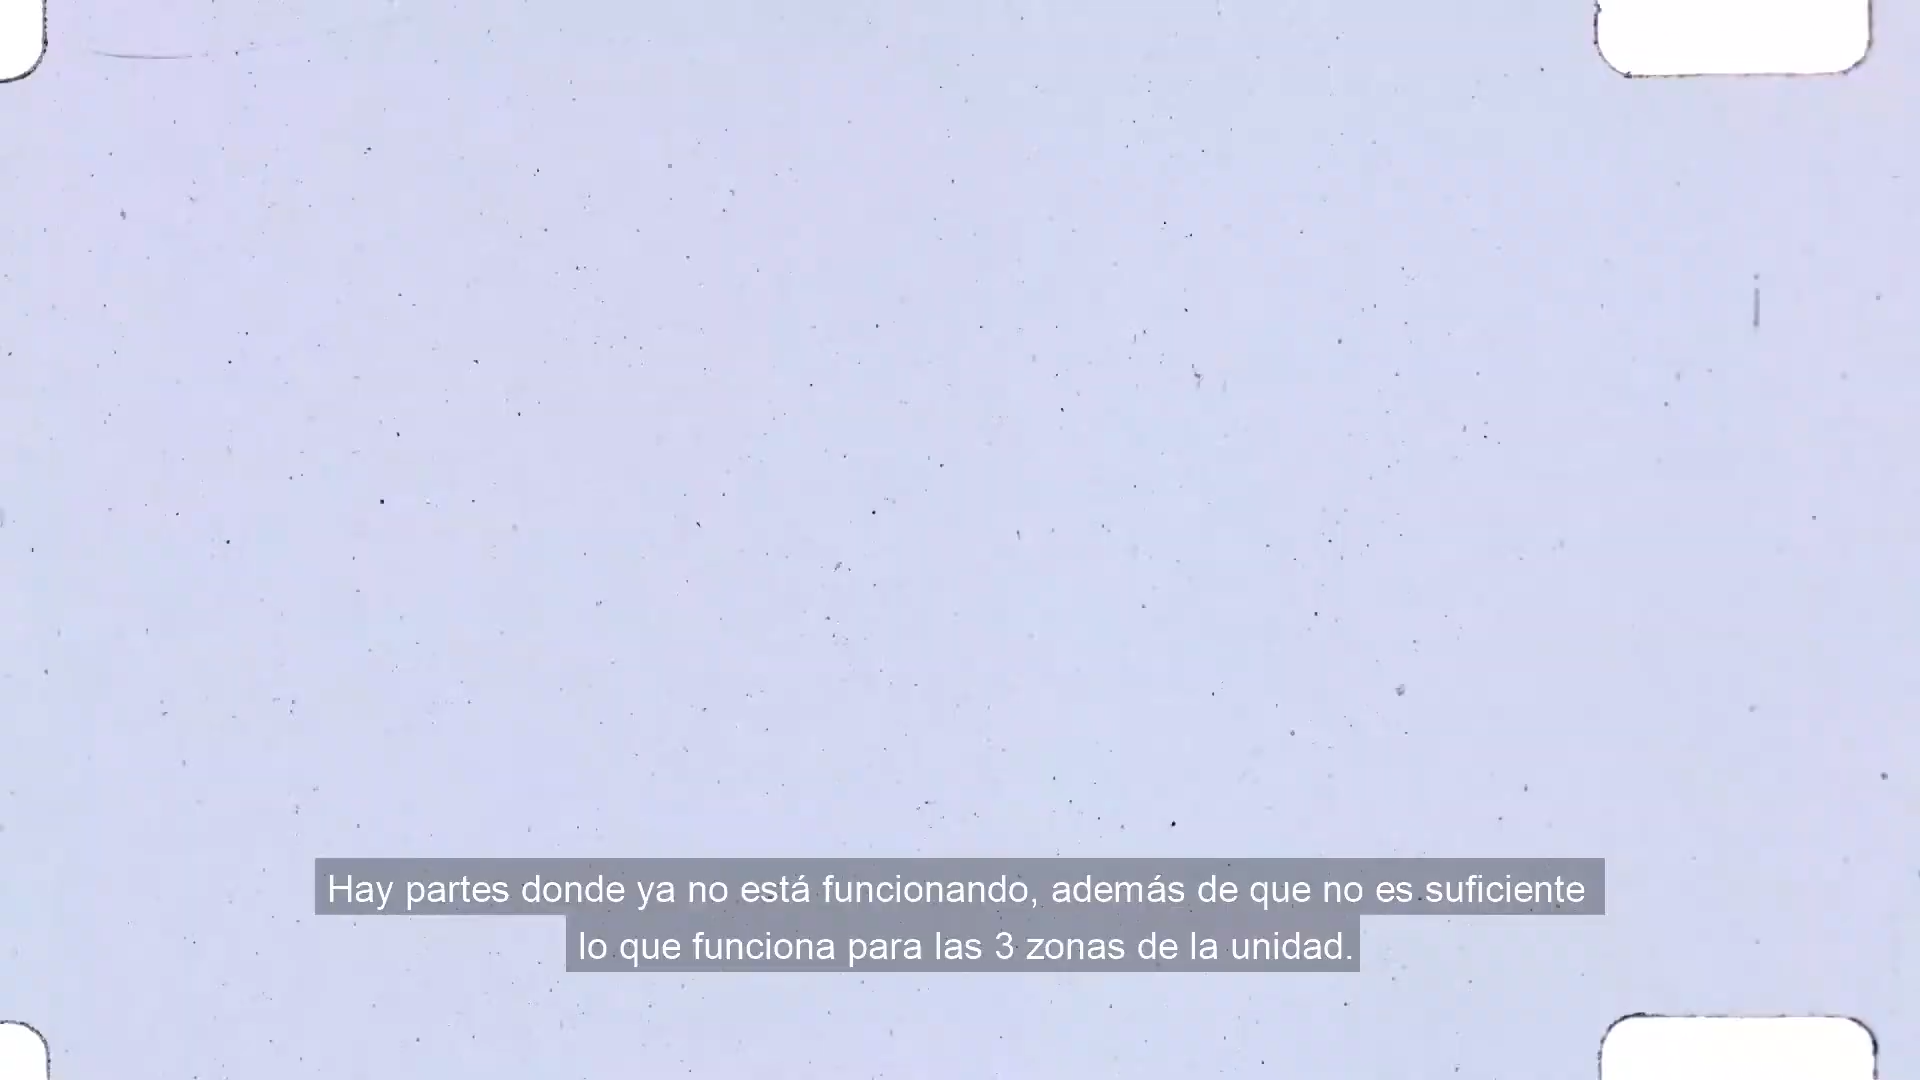 Hay partes donde ya no está funcionando, además de que no es suficiente
lo que funciona para las 3 zonas de la unidad.